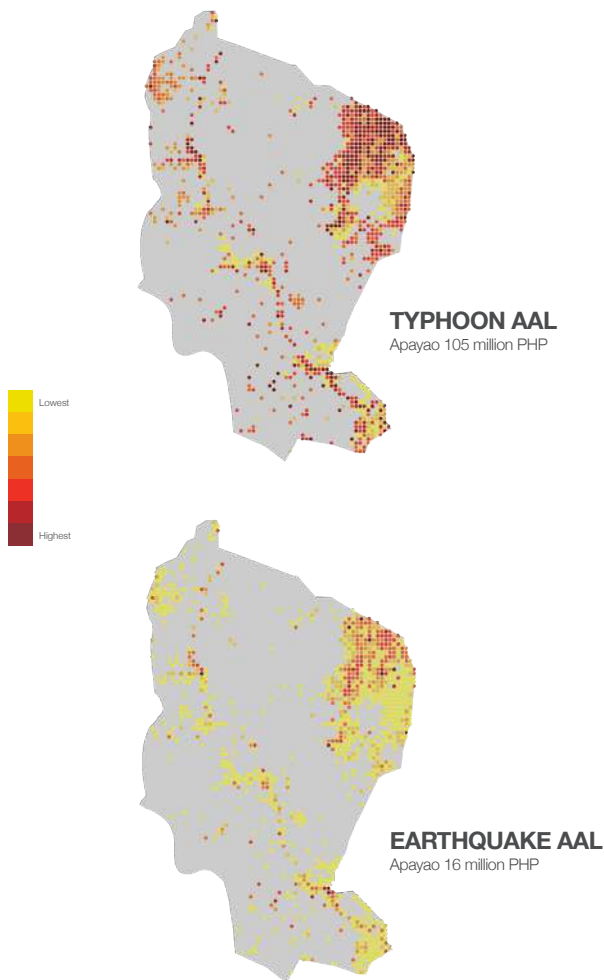 TYPHOON AAL
Apayao 105 million PHP
Lowest
Highest
EARTHQUAKE AAL
Apayao 16 million PHP